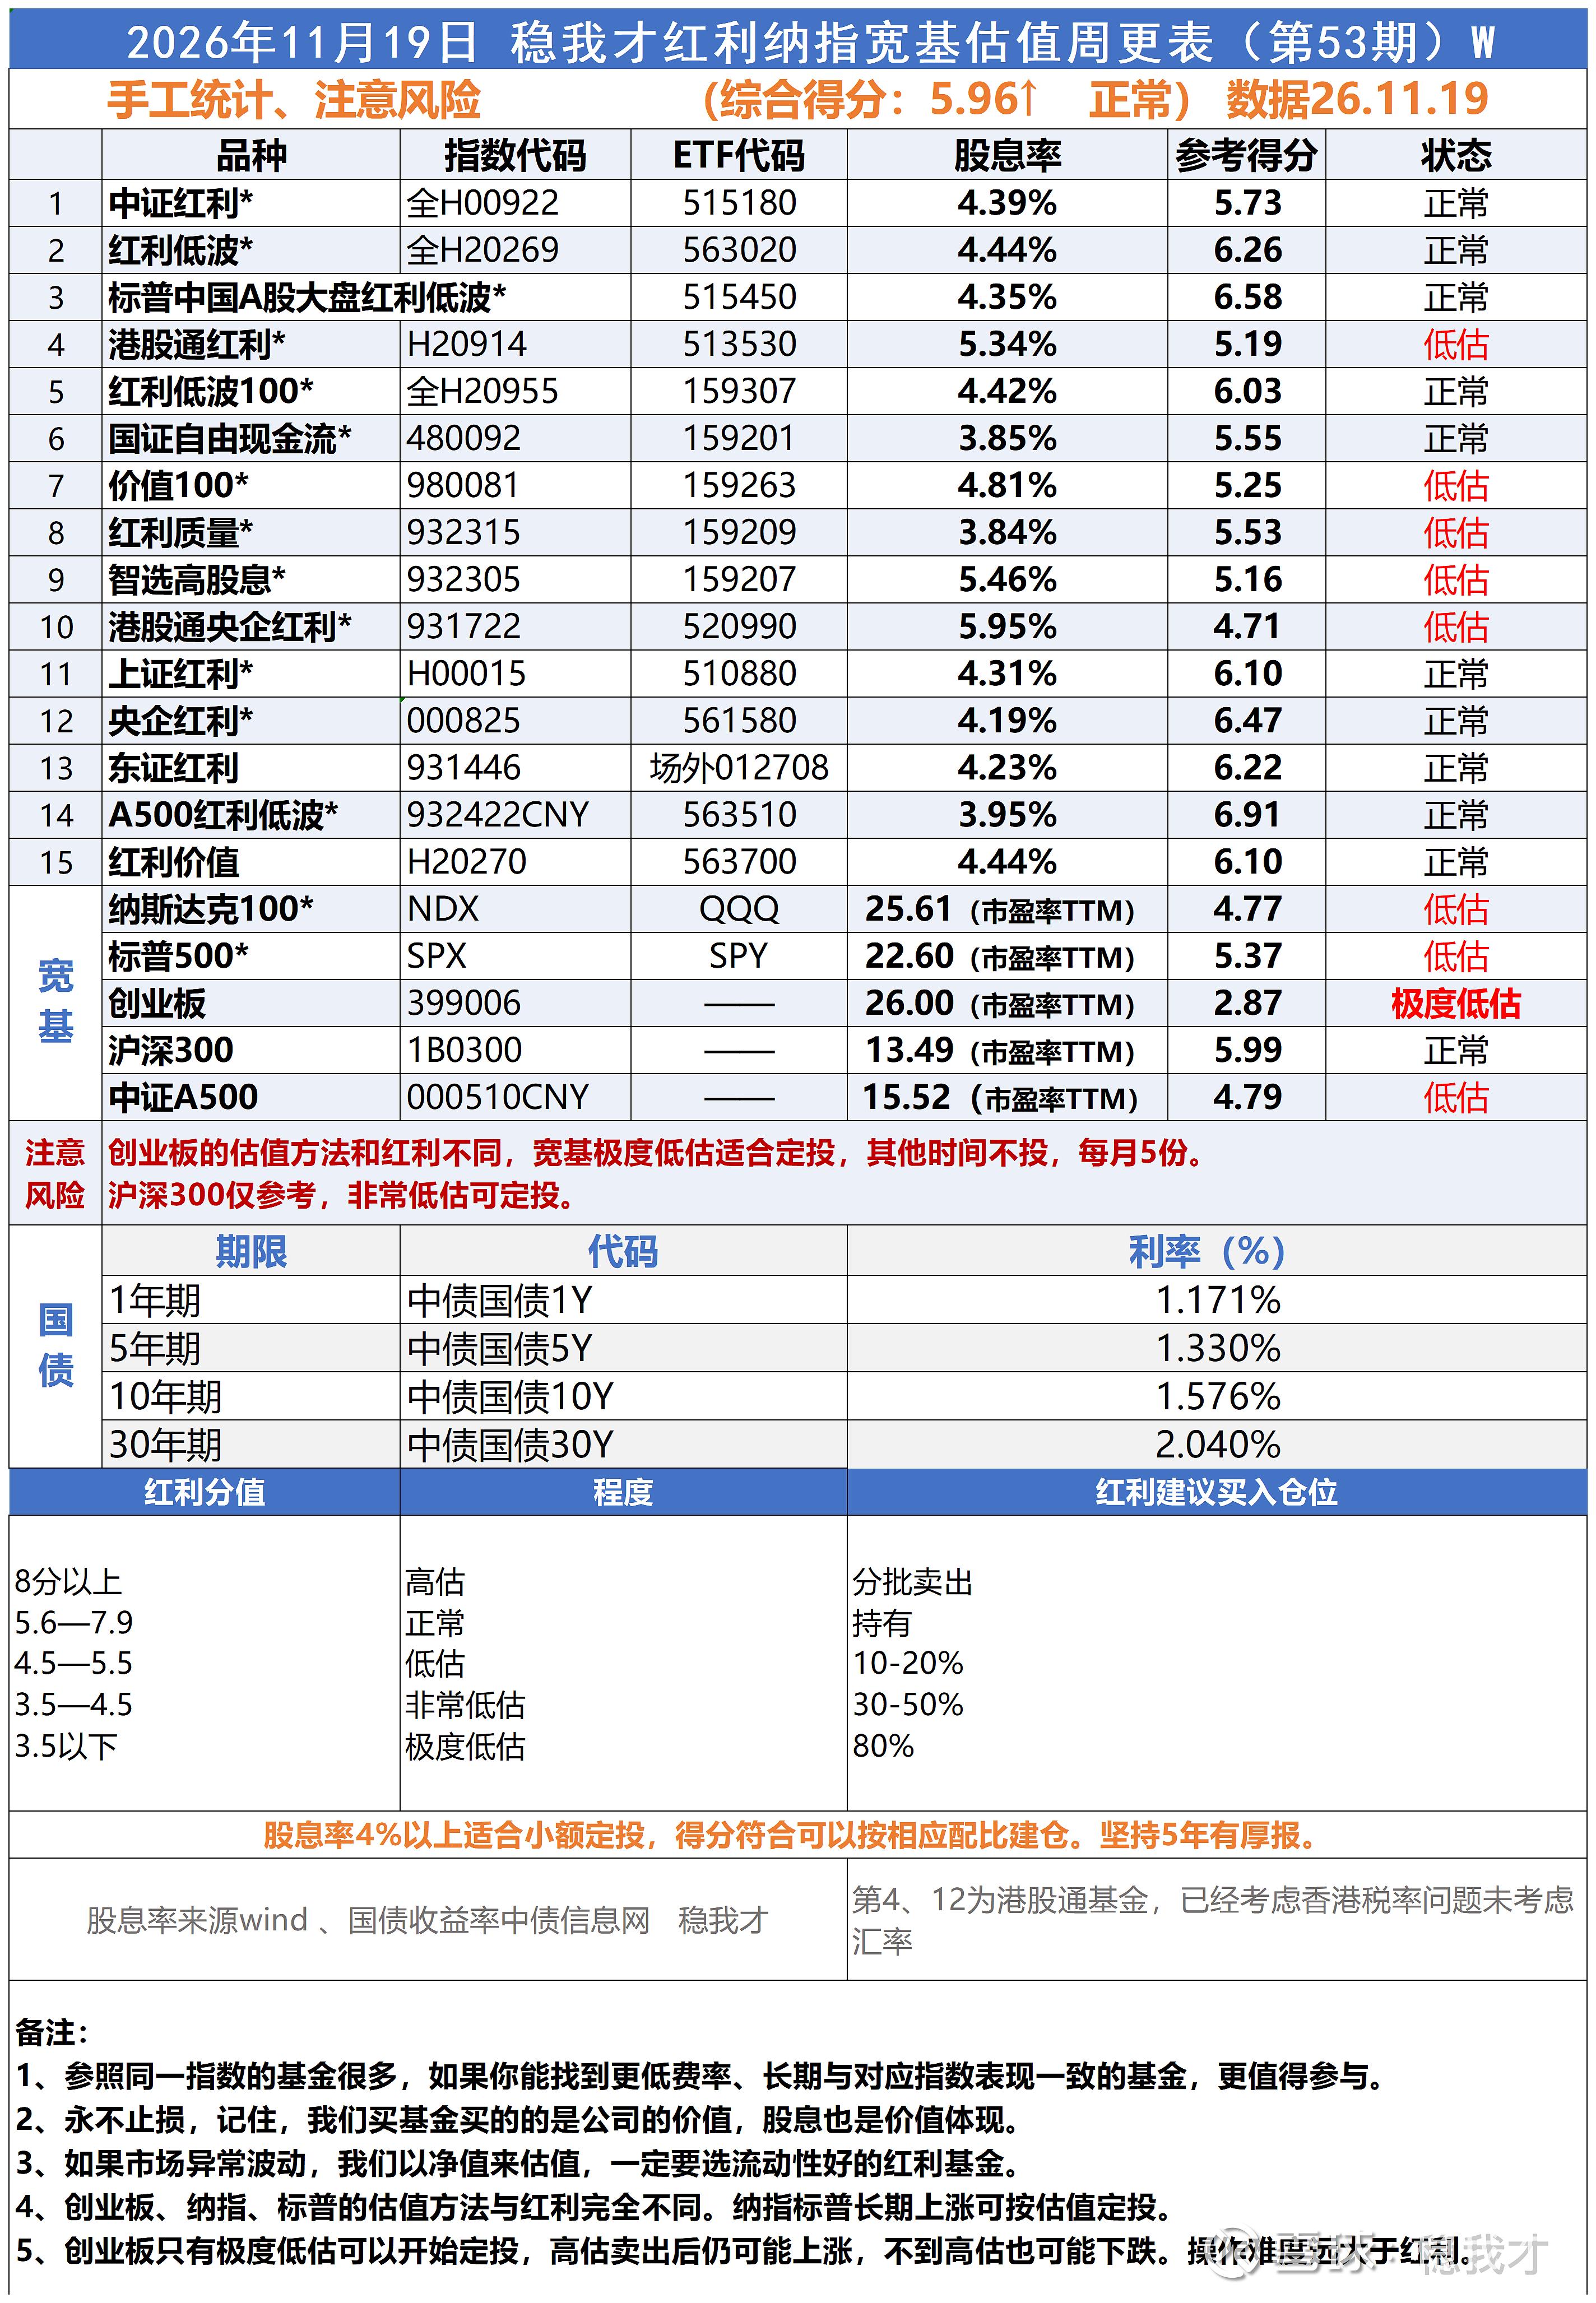 2026年11月19日 稳我才红利纳指宽基估值周更表（第53期）W
手工统计、注意风险 （综合得分：5.96↑ 正常） 数据26.11.19
品种 指数代码 ETF代码 股息率 参考得分 状态
1 中证红利* 全H00922 515180 4.39% 5.73 正常
2 红利低波* 全H20269 563020 4.44% 6.26 正常
3 标普中国A股大盘红利低波* 515450 4.35% 6.58 正常
4 港股通红利* H20914 513530 5.34% 5.19 低估
5 红利低波100* 全H20955 159307 4.42% 6.03 正常
6 国证自由现金流* 480092 159201 3.85% 5.55 正常
7 价值100* 980081 159263 4.81% 5.25 低估
8 红利质量* 932315 159209 3.84% 5.53 低估
9 智选高股息* 932305 159207 5.46% 5.16 低估
10 港股通央企红利* 931722 520990 5.95% 4.71 低估
11 上证红利* H00015 510880 4.31% 6.10 正常
12 央企红利* 000825 561580 4.19% 6.47 正常
13 东证红利 931446 场外012708 4.23% 6.22 正常
14 A500红利低波* 932422CNY 563510 3.95% 6.91 正常
15 红利价值 H20270 563700 4.44% 6.10 正常
宽基
纳斯达克100* NDX QQQ 25.61（市盈率TTM） 4.77 低估
标普500* SPX SPY 22.60（市盈率TTM） 5.37 低估
创业板 399006 —— 26.00（市盈率TTM） 2.87 极度低估
沪深300 1B0300 —— 13.49（市盈率TTM） 5.99 正常
中证A500 000510CNY —— 15.52（市盈率TTM） 4.79 低估
注意风险
创业板的估值方法和红利不同，宽基极度低估适合定投，其他时间不投，每月5份。
沪深300仅参考，非常低估可定投。
国债
期限 代码 利率（%）
1年期 中债国债1Y 1.171%
5年期 中债国债5Y 1.330%
10年期 中债国债10Y 1.576%
30年期 中债国债30Y 2.040%
红利分值 程度 红利建议买入仓位
8分以上 高估 分批卖出
5.6—7.9 正常 持有
4.5—5.5 低估 10-20%
3.5—4.5 非常低估 30-50%
3.5以下 极度低估 80%
股息率4%以上适合小额定投，得分符合可以按相应配比建仓。坚持5年有厚报。
股息率来源wind 、国债收益率中债信息网 稳我才
第4、12为港股通基金，已经考虑香港税率问题未考虑
汇率
备注：
1、参照同一指数的基金很多，如果你能找到更低费率、长期与对应指数表现一致的基金，更值得参与。
2、永不止损，记住，我们买基金买的的是公司的价值，股息也是价值体现。
3、如果市场异常波动，我们以净值来估值，一定要选流动性好的红利基金。
4、创业板、纳指、标普的估值方法与红利完全不同。纳指标普长期上涨可按估值定投。
5、创业板只有极度低估可以开始定投，高估卖出后仍可能上涨，不到高估也可能下跌。操作难度远大于红利。
雪球：稳我才